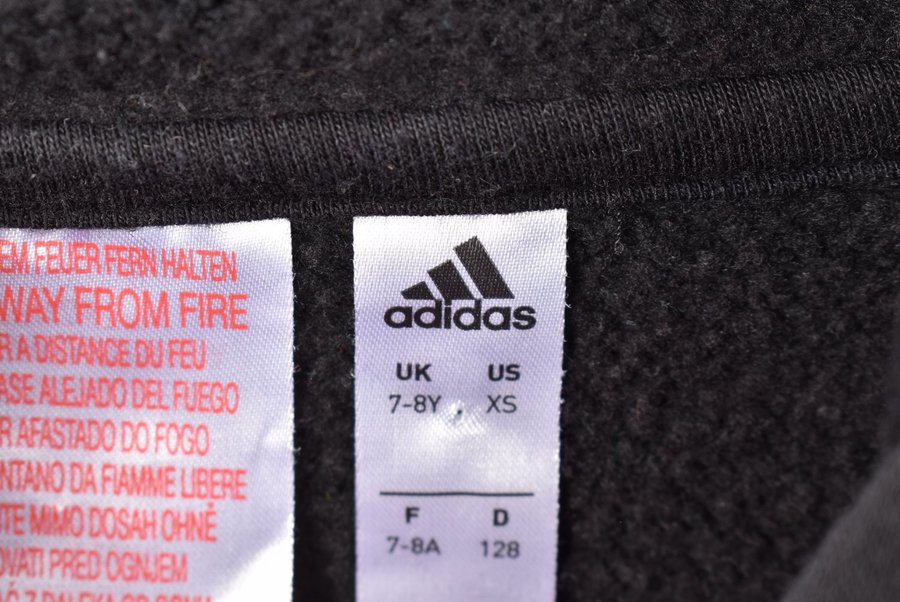 EM FEUER FERN HALTEN
WAY FROM FIRE
R A DISTANCE DU FEU
ASE ALEJADO DEL FUEGO
R AFASTADO DO FOGO
NTANO DA FIAMME LIBERE
TE MIMO DOSAH OHNĚ
OVATI PRED OGNJEM
adidas
UK US
7-8Y XS
F D
7-8A 128